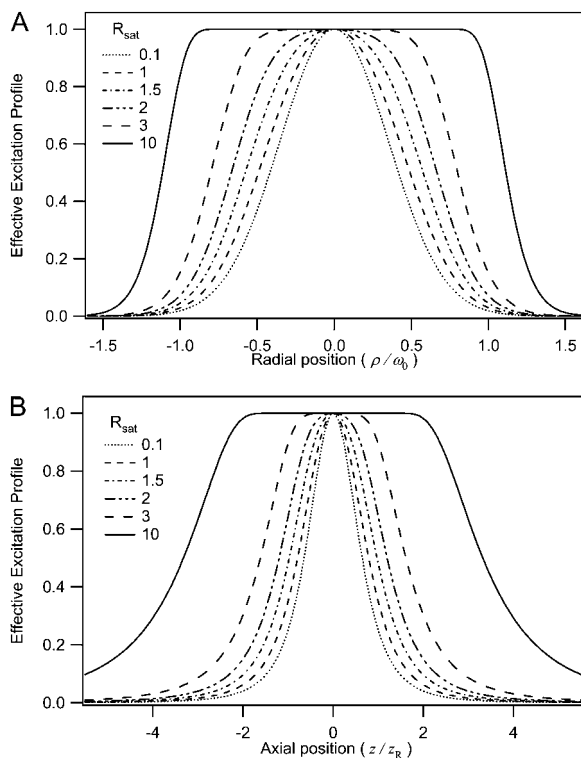 A
R_sat
0.1
1
1.5
2
3
10
Effective Excitation Profile
1.0
0.8
0.6
0.4
0.2
0.0
-1.5 -1.0 -0.5 0.0 0.5 1.0 1.5
Radial position ( ρ/ω₀ )
B
R_sat
0.1
1
1.5
2
3
10
Effective Excitation Profile
1.0
0.8
0.6
0.4
0.2
0.0
-4 -2 0 2 4
Axial position ( z/z_R )